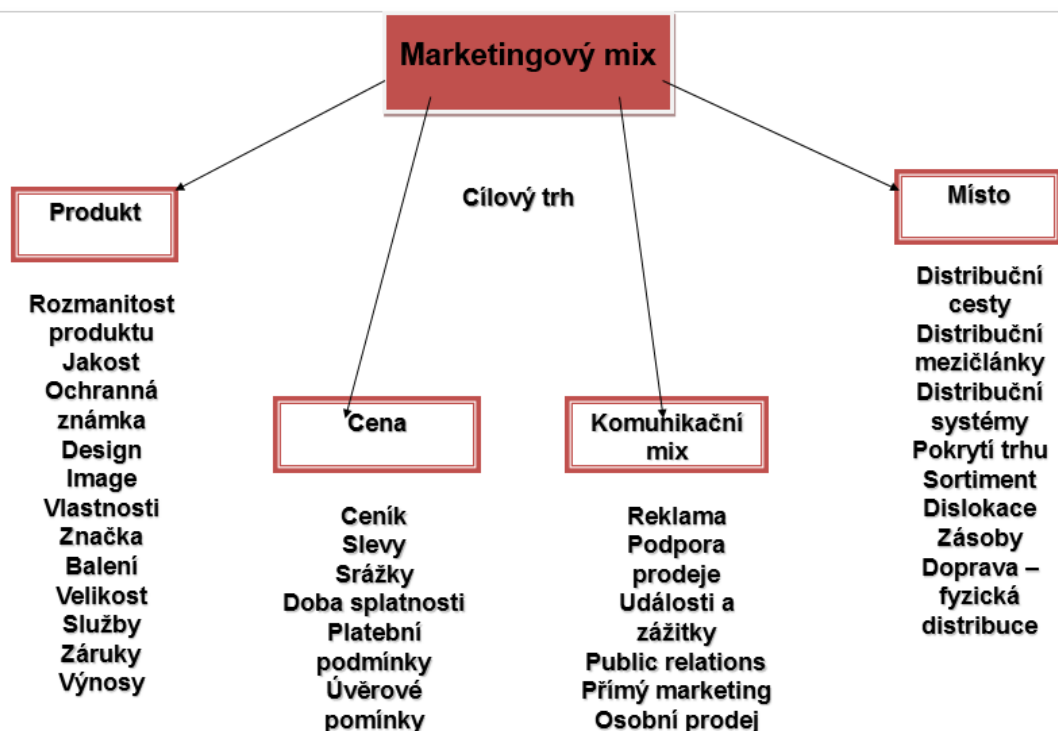 Marketingový mix
Cílový trh
Produkt
Rozmanitost
produktu
Jakost
Ochranná
známka
Design
Image
Vlastnosti
Značka
Balení
Velikost
Služby
Záruky
Výnosy
Cena
Ceník
Slevy
Srážky
Doba splatnosti
Platební
podmínky
Úvěrové
pomínky
Komunikační
mix
Reklama
Podpora
prodeje
Události a
zážitky
Public relations
Přímý marketing
Osobní prodej
Místo
Distribuční
cesty
Distribuční
mezičlánky
Distribuční
systémy
Pokrytí trhu
Sortiment
Dislokace
Zásoby
Doprava –
fyzická
distribuce